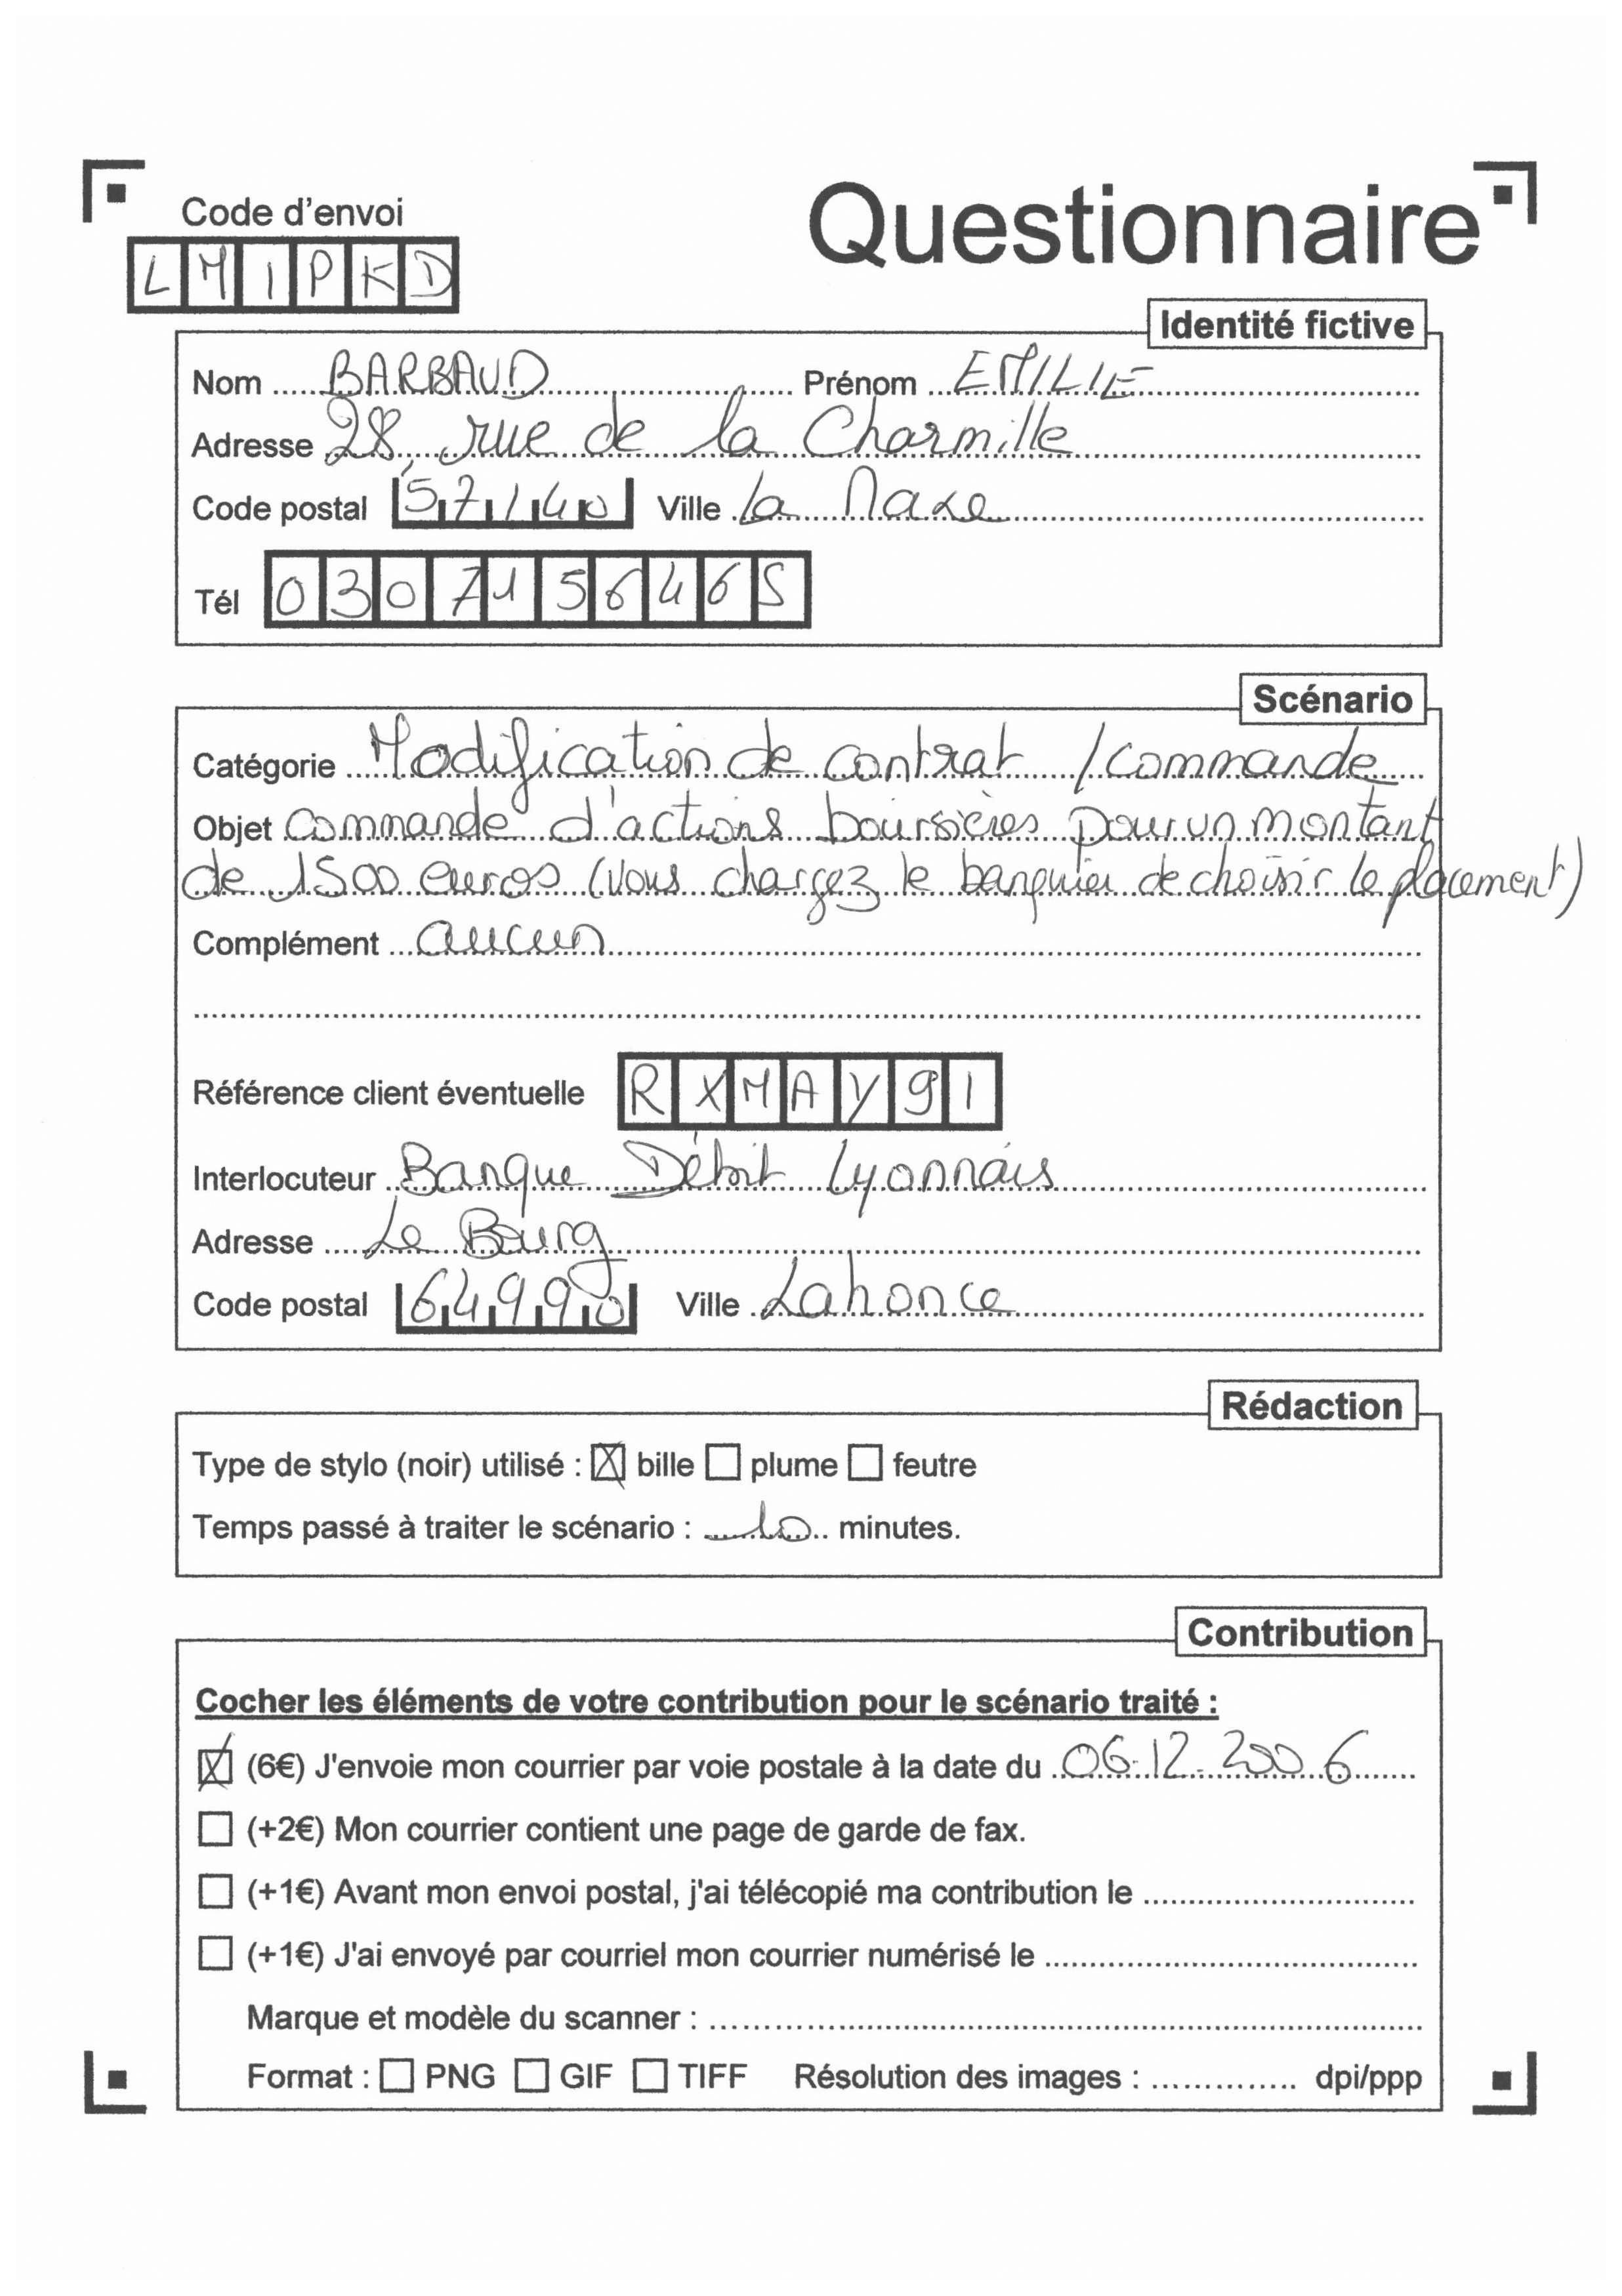 Code d'envoi
Questionnaire
LMIPKD
Identité fictive
Nom BARBAUD Prénom EMILIE
Adresse 28, rue de la Charmille
Code postal 57140 Ville la Maxe
Tél 0307156465
Scénario
Catégorie Modification de contrat / commande
Objet Commande d'actions boursières pour un montant
de 1500 euros (vous chargez le banquier de choisir le placement)
Complément aucun
Référence client éventuelle RXMAY91
Interlocuteur Banque Débit Lyonnais
Adresse Le Bourg
Code postal 64990 Ville Lahonce
Rédaction
Type de stylo (noir) utilisé : ☒ bille ☐ plume ☐ feutre
Temps passé à traiter le scénario : 10 minutes.
Contribution
Cocher les éléments de votre contribution pour le scénario traité :
☒ (6€) J'envoie mon courrier par voie postale à la date du 06.12.2006
☐ (+2€) Mon courrier contient une page de garde de fax.
☐ (+1€) Avant mon envoi postal, j'ai télécopié ma contribution le
☐ (+1€) J'ai envoyé par courriel mon courrier numérisé le
Marque et modèle du scanner :
Format : ☐ PNG ☐ GIF ☐ TIFF Résolution des images : dpi/ppp